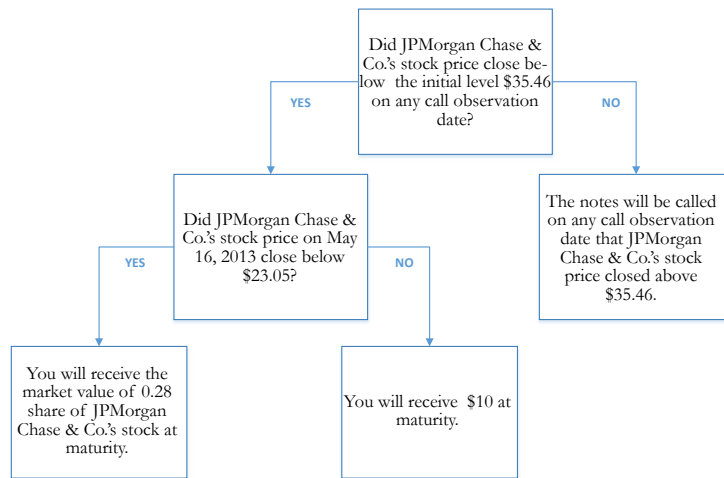 Did JPMorgan Chase &
Co.'s stock price close be-
low the initial level $35.46
on any call observation
date?
YES
NO
Did JPMorgan Chase &
Co.'s stock price on May
16, 2013 close below
$23.05?
The notes will be called
on any call observation
date that JPMorgan
Chase & Co.'s stock
price closed above
$35.46.
YES
NO
You will receive the
market value of 0.28
share of JPMorgan
Chase & Co.'s stock at
maturity.
You will receive $10 at
maturity.